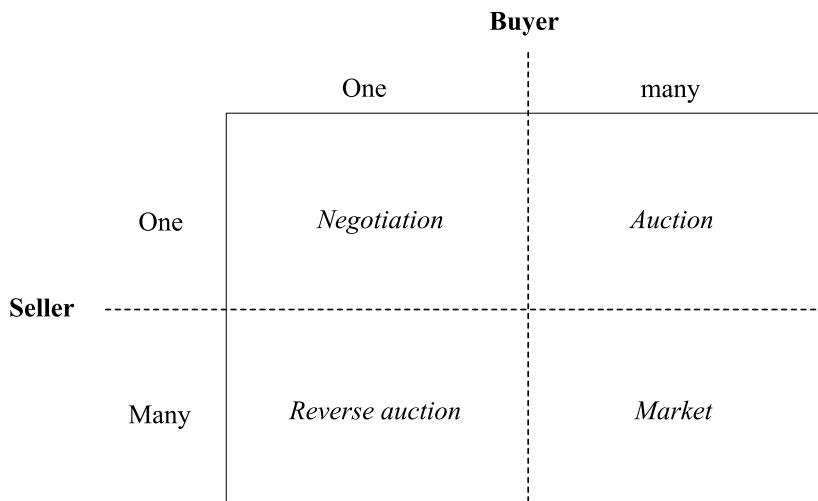 Buyer
One many
One Negotiation Auction
Seller
Many Reverse auction Market